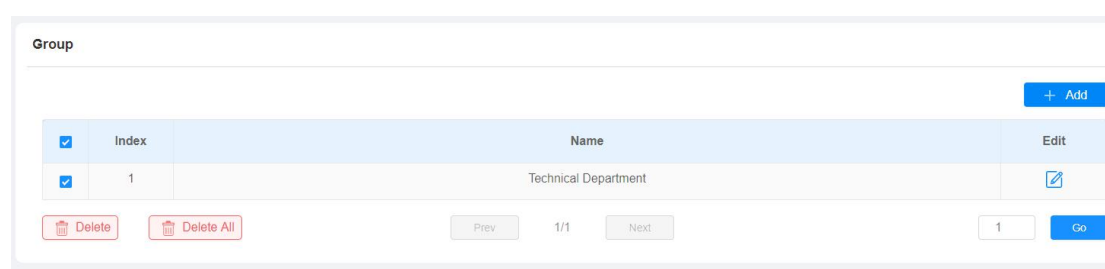 Group
+ Add
Index Name Edit
1 Technical Department
Delete Delete All Prev 1/1 Next 1 Go